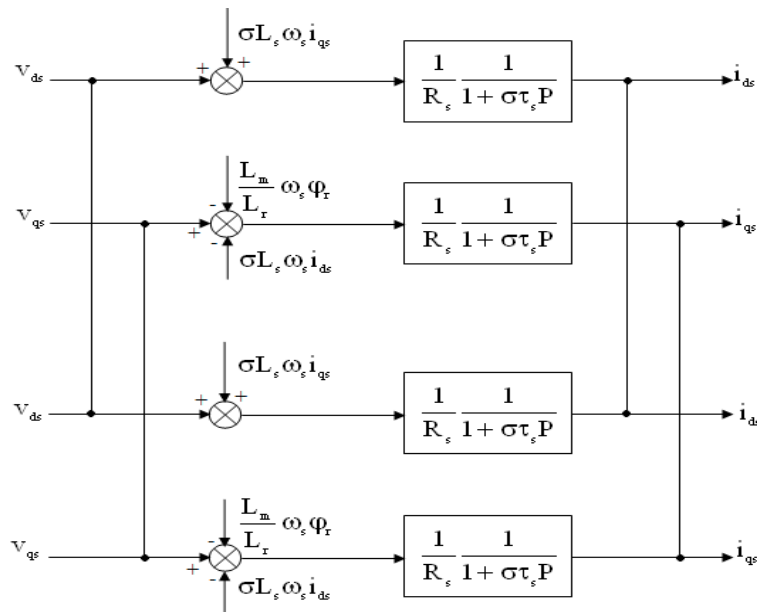 σL_s ω_s i_qs
v_ds + + 1/R_s 1/(1 + στ_s P) i_ds
L_m/L_r ω_s φ_r
v_qs - + - 1/R_s 1/(1 + στ_s P) i_qs
σL_s ω_s i_ds
σL_s ω_s i_qs
v_ds + + 1/R_s 1/(1 + στ_s P) i_ds
L_m/L_r ω_s φ_r
v_qs - + - 1/R_s 1/(1 + στ_s P) i_qs
σL_s ω_s i_ds